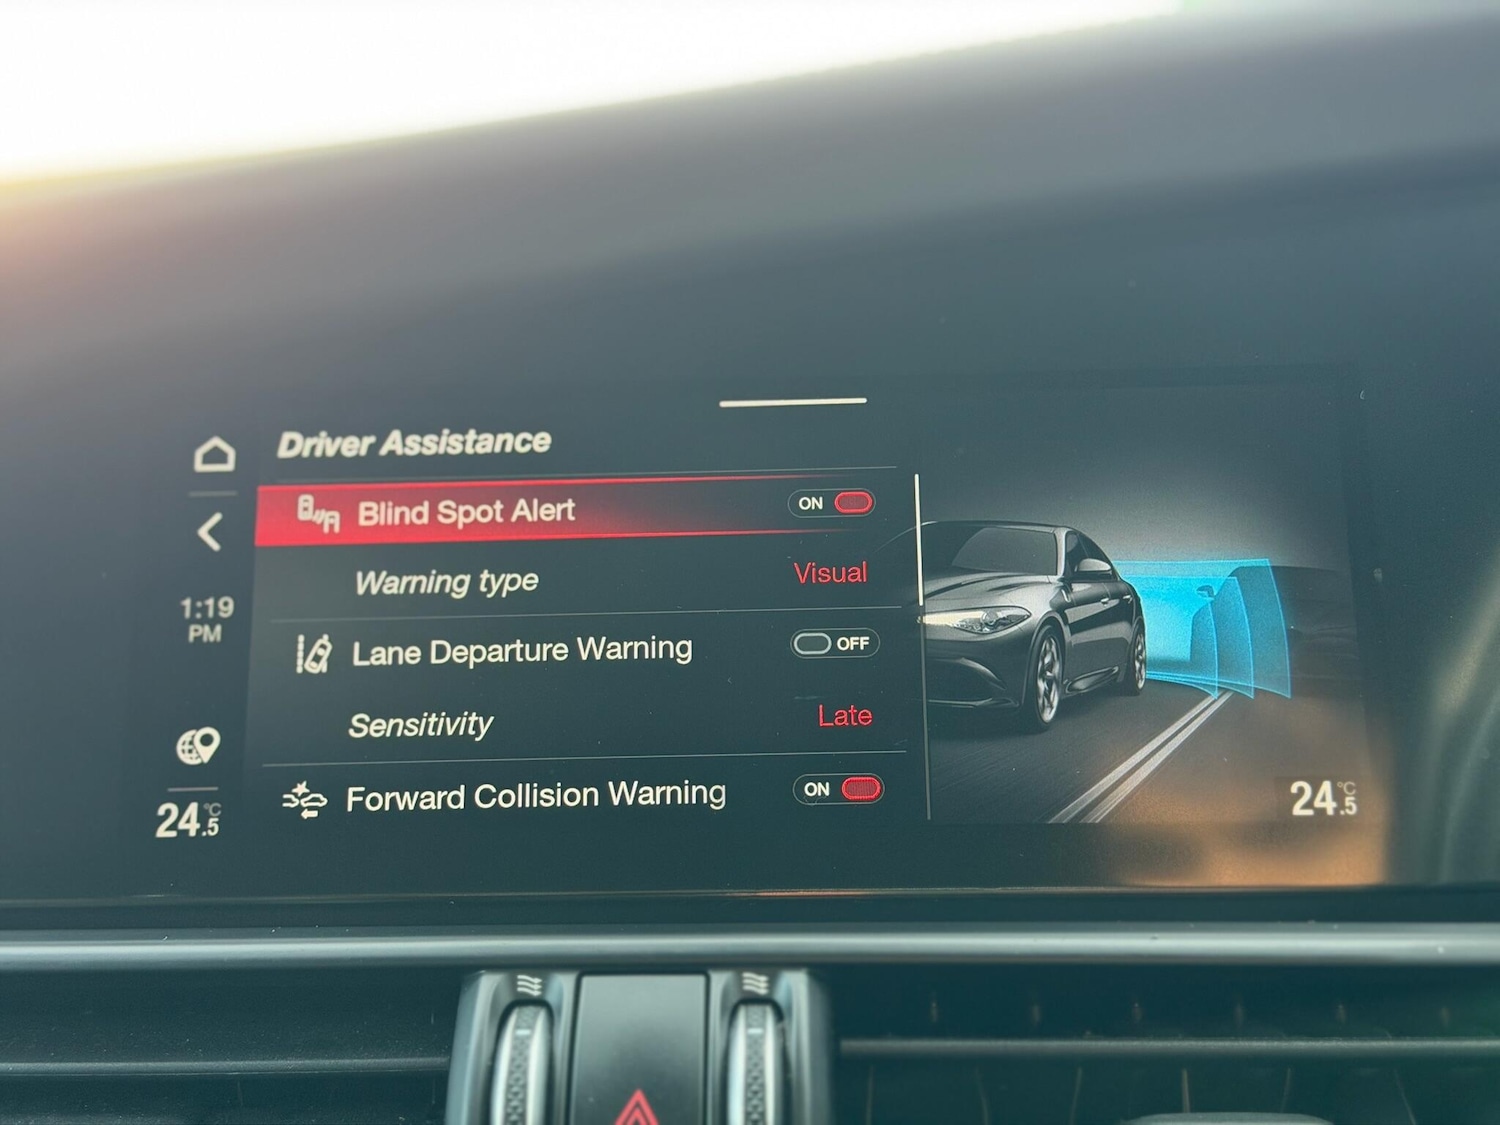 Driver Assistance
Blind Spot Alert ON
Warning type Visual
Lane Departure Warning OFF
Sensitivity Late
Forward Collision Warning ON
1:19
PM
24.5°C
24.5°C